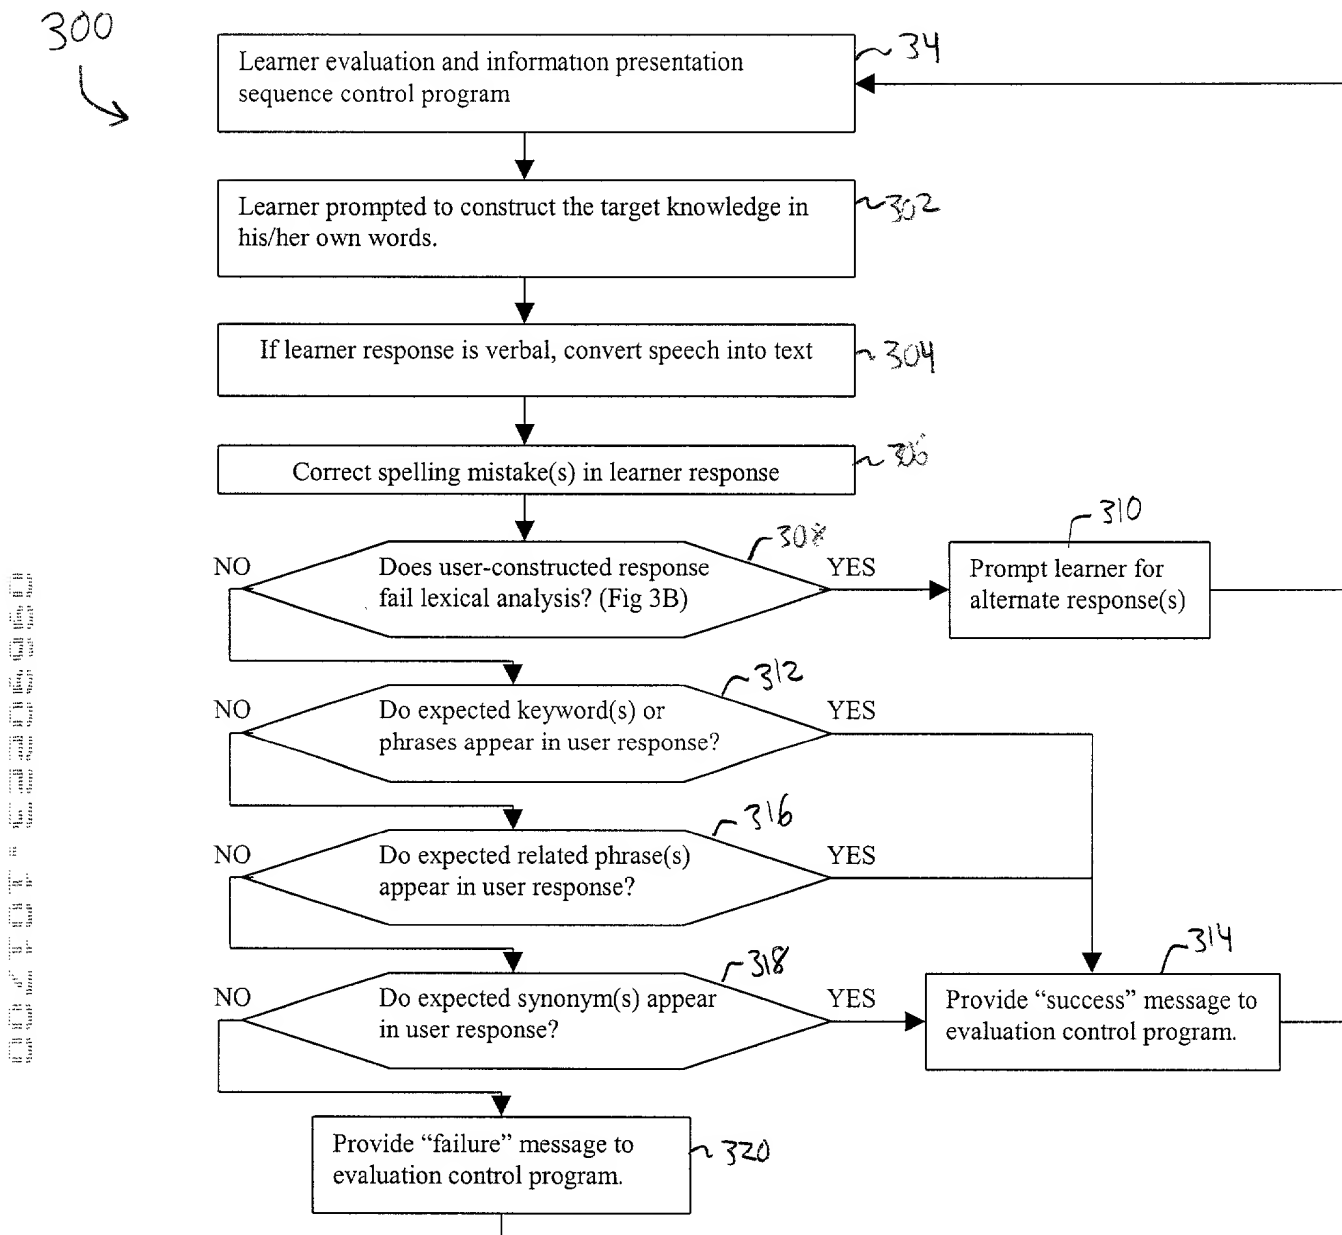 300
34
Learner evaluation and information presentation
sequence control program
Learner prompted to construct the target knowledge in
his/her own words.
302
If learner response is verbal, convert speech into text
304
Correct spelling mistake(s) in learner response
306
310
308
NO
Does user-constructed response
fail lexical analysis? (Fig 3B)
YES
Prompt learner for
alternate response(s)
312
NO
Do expected keyword(s) or
phrases appear in user response?
YES
316
NO
Do expected related phrase(s)
appear in user response?
YES
318
314
NO
Do expected synonym(s) appear
in user response?
YES
Provide “success” message to
evaluation control program.
Provide “failure” message to
evaluation control program.
320